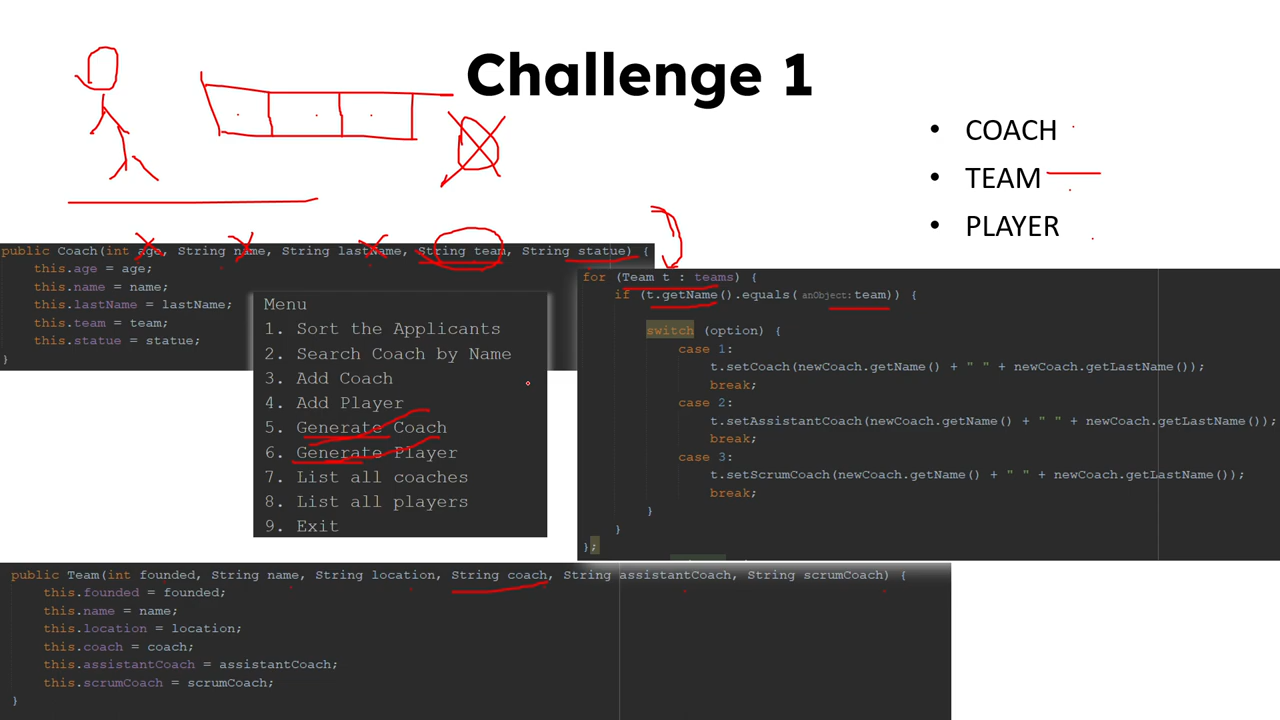 Challenge 1
• COACH
• TEAM
• PLAYER
public Coach(int age, String name, String lastName, String team, String statue) {
this.age = age;
this.name = name;
this.lastName = lastName;
this.team = team;
this.statue = statue;
}
Menu
1. Sort the Applicants
2. Search Coach by Name
3. Add Coach
4. Add Player
5. Generate Coach
6. Generate Player
7. List all coaches
8. List all players
9. Exit
for (Team t : teams) {
if (t.getName().equals( anObject: team)) {
switch (option) {
case 1:
t.setCoach(newCoach.getName() + " " + newCoach.getLastName());
break;
case 2:
t.setAssistantCoach(newCoach.getName() + " " + newCoach.getLastName());
break;
case 3:
t.setScrumCoach(newCoach.getName() + " " + newCoach.getLastName());
break;
}
}
};
public Team(int founded, String name, String location, String coach, String assistantCoach, String scrumCoach) {
this.founded = founded;
this.name = name;
this.location = location;
this.coach = coach;
this.assistantCoach = assistantCoach;
this.scrumCoach = scrumCoach;
}